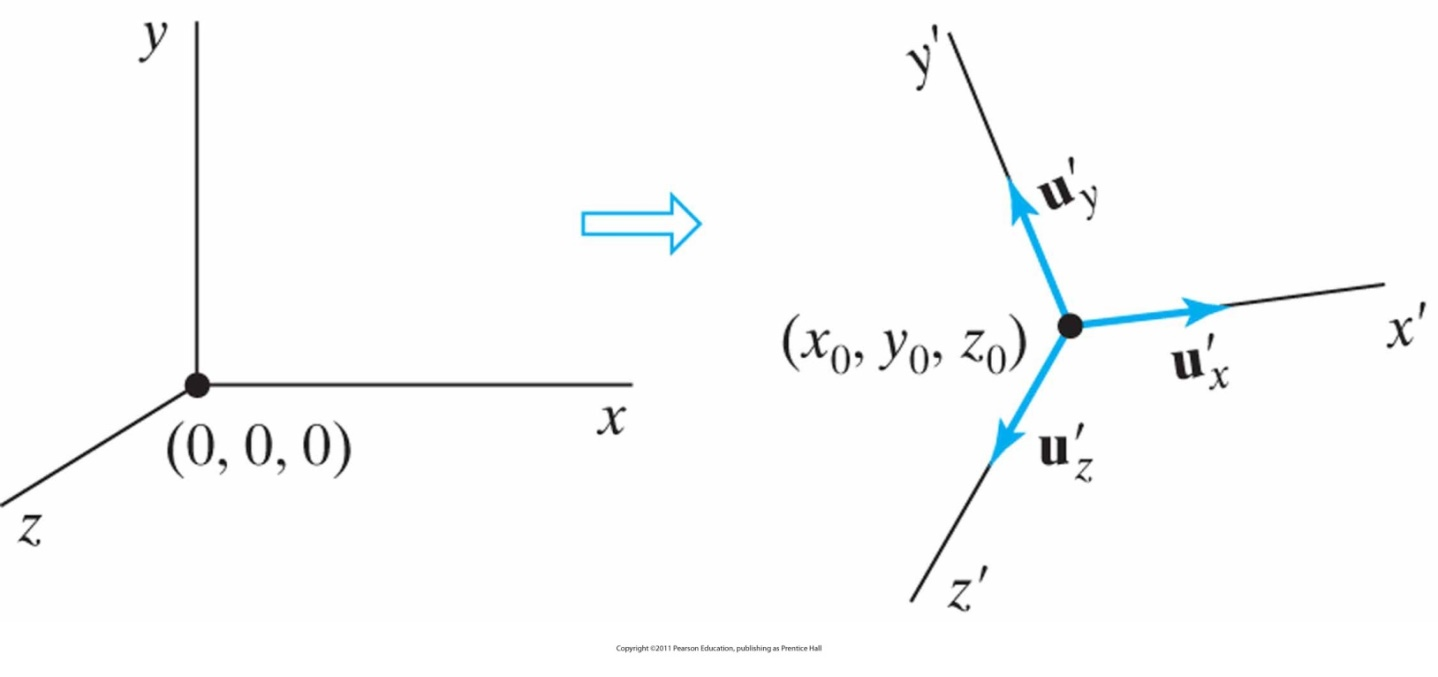 y
(0, 0, 0)
x
z
y′
u′y
(x0, y0, z0)
u′x
x′
u′z
z′
Copyright ©2011 Pearson Education, publishing as Prentice Hall